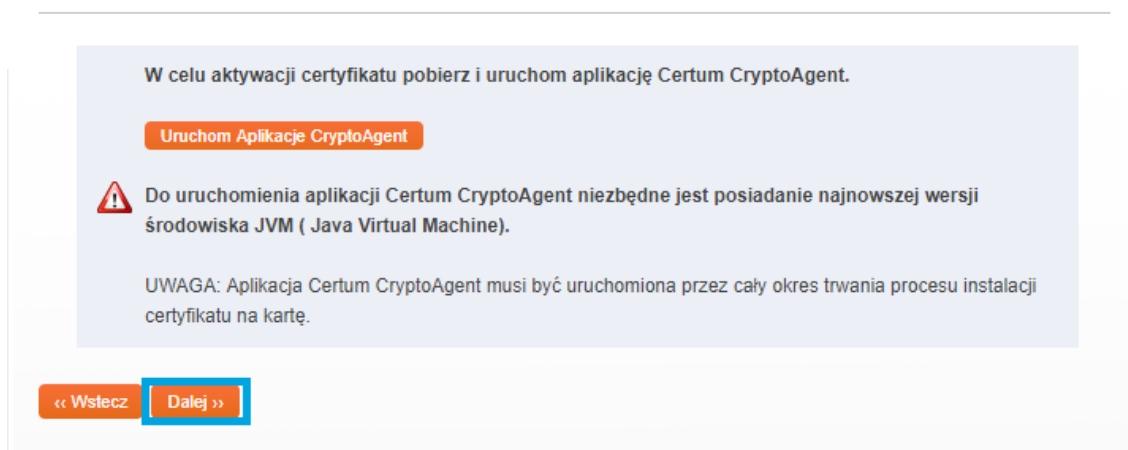 W celu aktywacji certyfikatu pobierz i uruchom aplikację Certum CryptoAgent.
Uruchom Aplikacje CryptoAgent
Do uruchomienia aplikacji Certum CryptoAgent niezbędne jest posiadanie najnowszej wersji
środowiska JVM ( Java Virtual Machine).
UWAGA: Aplikacja Certum CryptoAgent musi być uruchomiona przez cały okres trwania procesu instalacji
certyfikatu na kartę.
‹‹ Wstecz Dalej ››